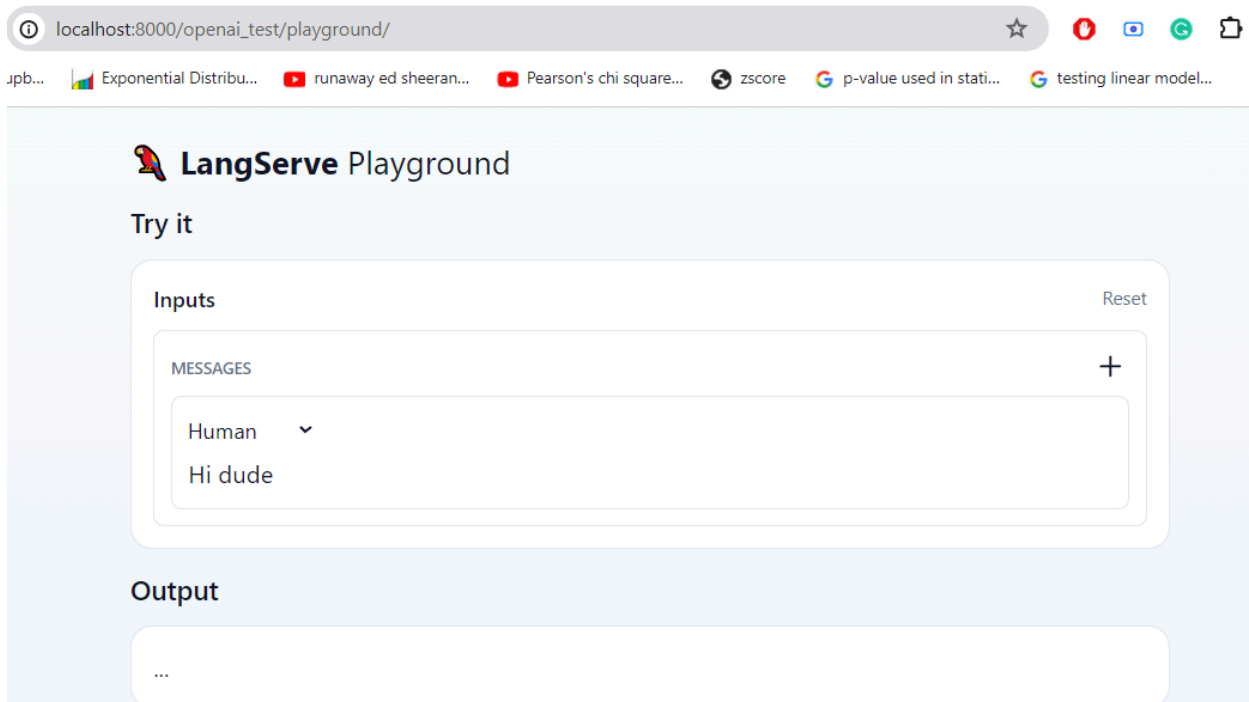 localhost:8000/openai_test/playground/
upb... Exponential Distribu... runaway ed sheeran... Pearson's chi square... zscore p-value used in stati... testing linear model...
LangServe Playground
Try it
Inputs Reset
MESSAGES
Human
Hi dude
Output
...